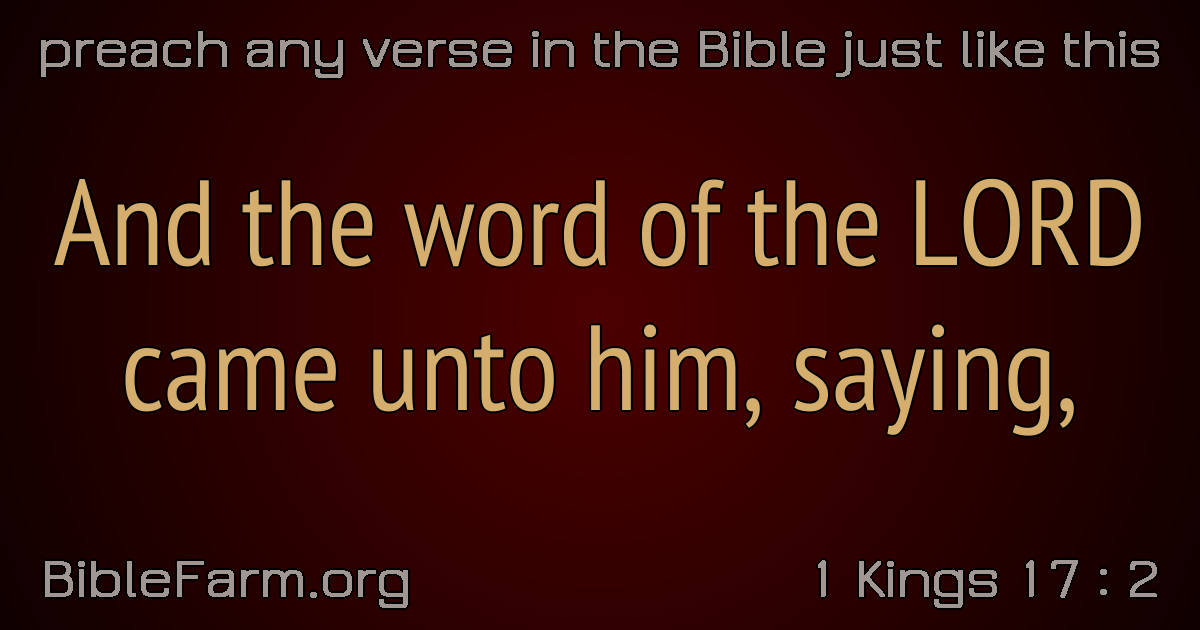 preach any verse in the Bible just like this
And the word of the LORD
came unto him, saying,
BibleFarm.org
1 Kings 17 : 2